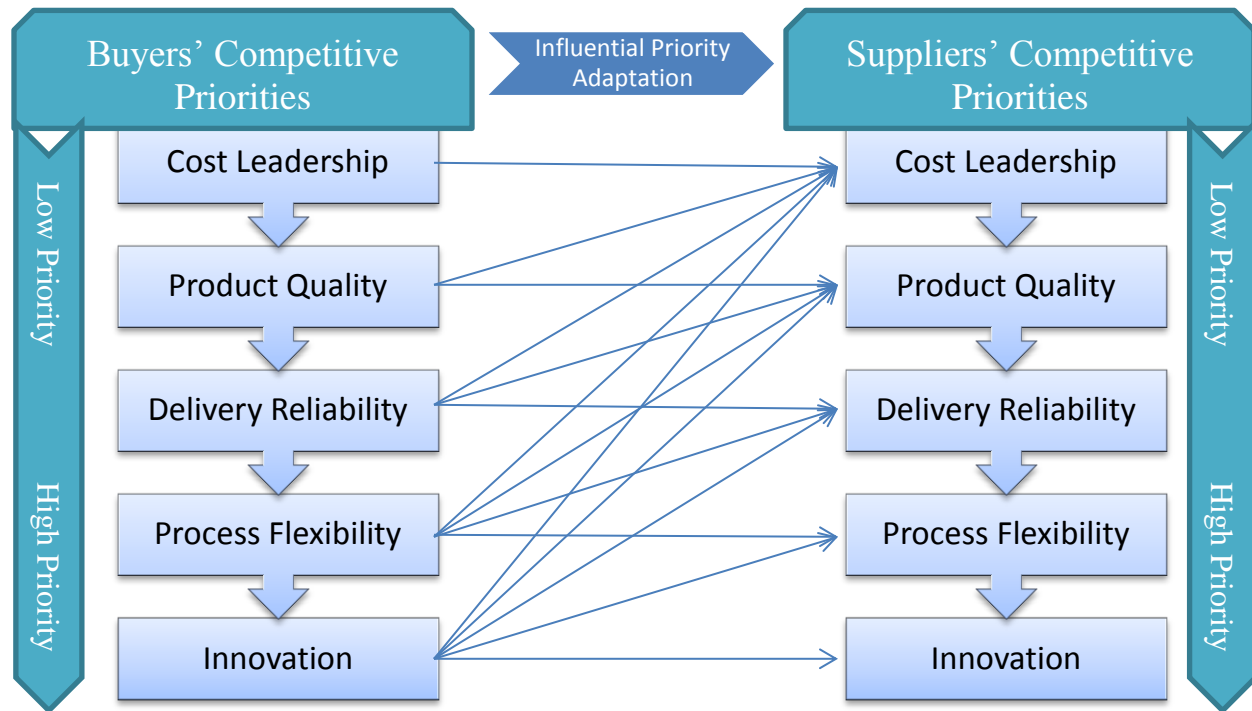 Buyers’ Competitive
Priorities
Influential Priority
Adaptation
Suppliers’ Competitive
Priorities
Low Priority
High Priority
Cost Leadership
Product Quality
Delivery Reliability
Process Flexibility
Innovation
Cost Leadership
Product Quality
Delivery Reliability
Process Flexibility
Innovation
Low Priority
High Priority